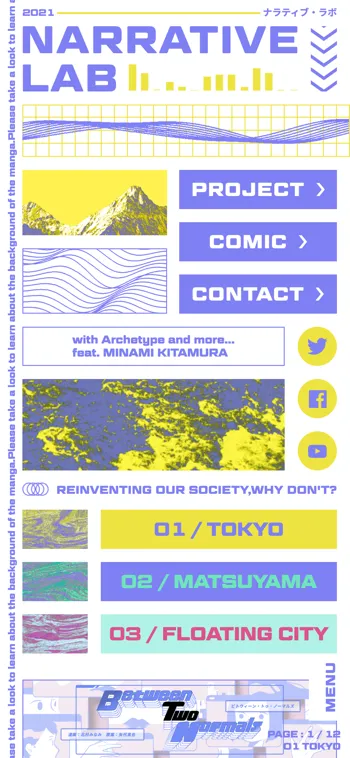 2021
ナラティブ・ラボ
NARRATIVE
LAB
PROJECT
COMIC
CONTACT
with Archetype and more...
feat. MINAMI KITAMURA
REINVENTING OUR SOCIETY,WHY DON'T?
01 / TOKYO
02 / MATSUYAMA
03 / FLOATING CITY
MENU
Between
Two
Normalz
ビトウィーン・トゥ・ノーマルズ
PAGE : 1 / 12
01 TOKYO
se take a look to learn about the background of the manga.Please take a look to learn about the background of the manga.Please take a look to learn a